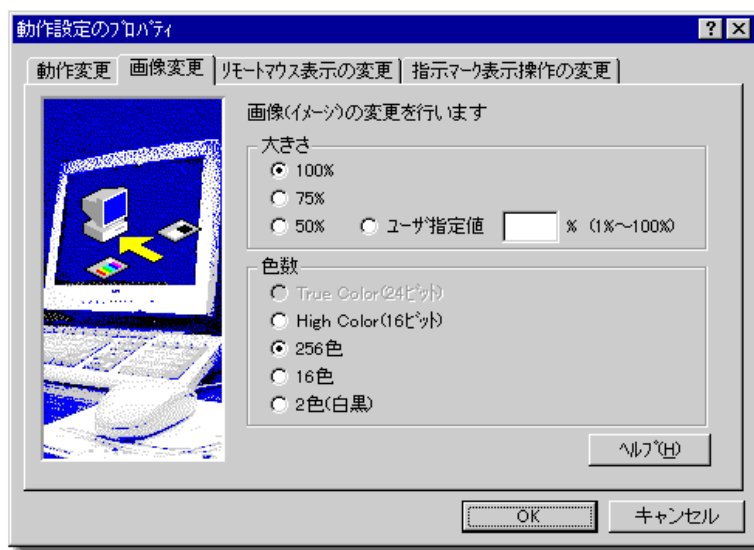 動作設定のﾌﾟﾛﾊﾟﾃｨ
動作変更 画像変更 ﾘﾓｰﾄﾏｳｽ表示の変更 指示ﾏｰｸ表示操作の変更
画像(ｲﾒｰｼﾞ)の変更を行います
大きさ
100%
75%
50% ﾕｰｻﾞ指定値 % (1%～100%)
色数
True Color(24ﾋﾞｯﾄ)
High Color(16ﾋﾞｯﾄ)
256色
16色
2色(白黒)
ﾍﾙﾌﾟ(H)
OK キャンセル